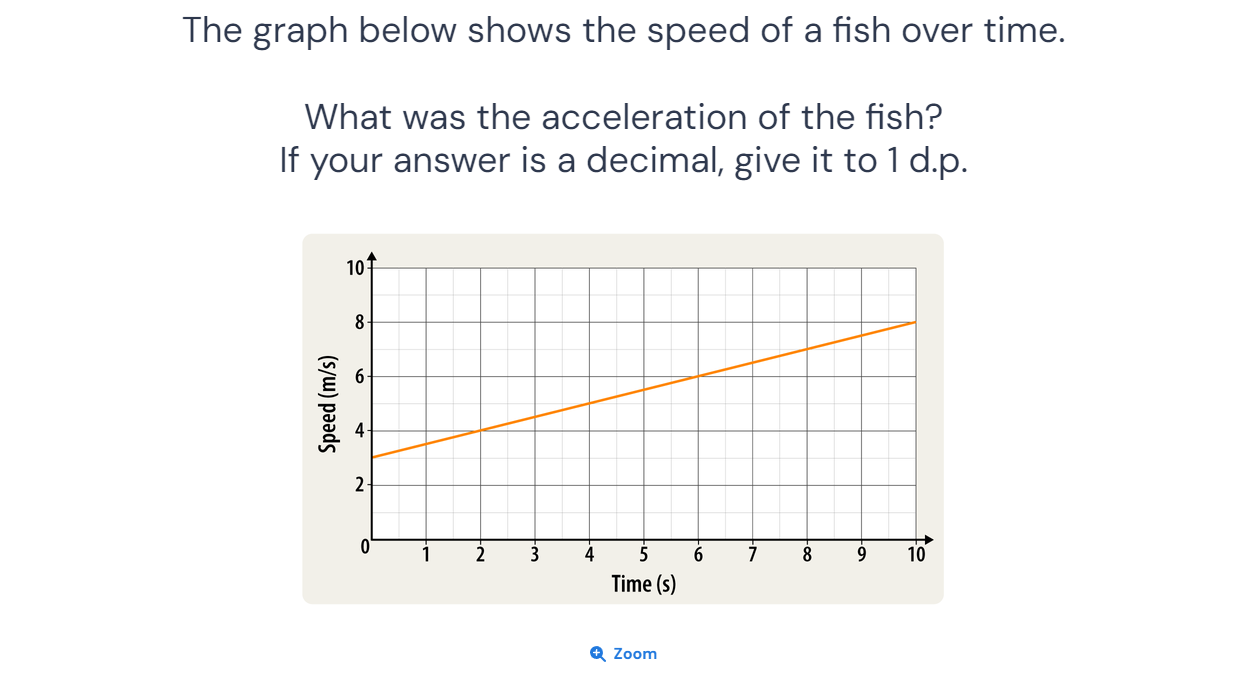 The graph below shows the speed of a fish over time.
What was the acceleration of the fish?
If your answer is a decimal, give it to 1 d.p.
10
8
6
4
2
0
Speed (m/s)
1 2 3 4 5 6 7 8 9 10
Time (s)
Zoom